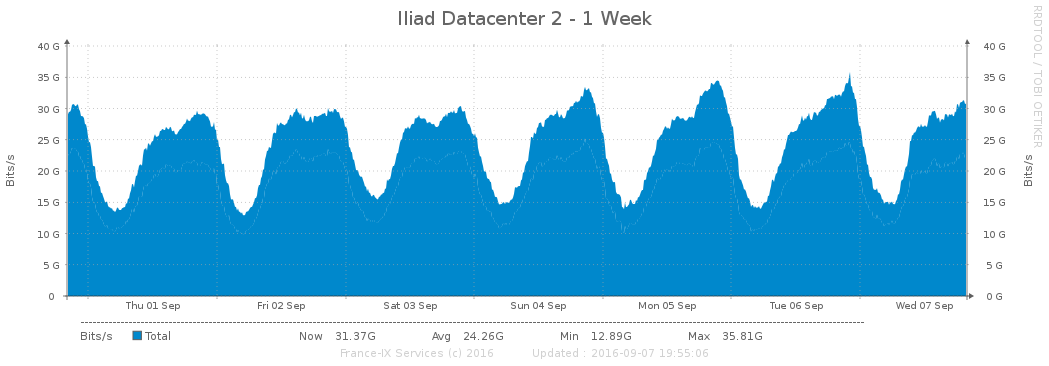 Iliad Datacenter 2 - 1 Week
RRDTOOL / TOBI OETIKER
40 G 40 G
35 G 35 G
30 G 30 G
25 G 25 G
20 G 20 G
15 G 15 G
10 G 10 G
5 G 5 G
0 0 G
Bits/s
Bits/s
Thu 01 Sep Fri 02 Sep Sat 03 Sep Sun 04 Sep Mon 05 Sep Tue 06 Sep Wed 07 Sep
Bits/s Total Now 31.37G Avg 24.26G Min 12.89G Max 35.81G
France-IX Services (c) 2016 Updated : 2016-09-07 19:55:06